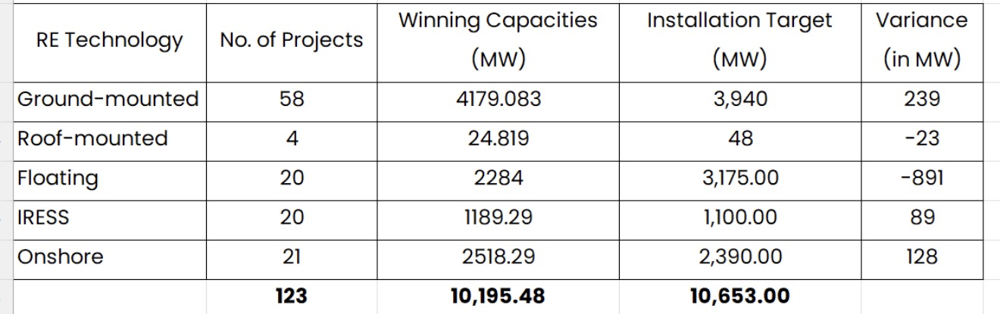 RE Technology No. of Projects Winning Capacities (MW) Installation Target (MW) Variance (in MW)
Ground-mounted 58 4179.083 3,940 239
Roof-mounted 4 24.819 48 -23
Floating 20 2284 3,175.00 -891
IRESS 20 1189.29 1,100.00 89
Onshore 21 2518.29 2,390.00 128
123 10,195.48 10,653.00